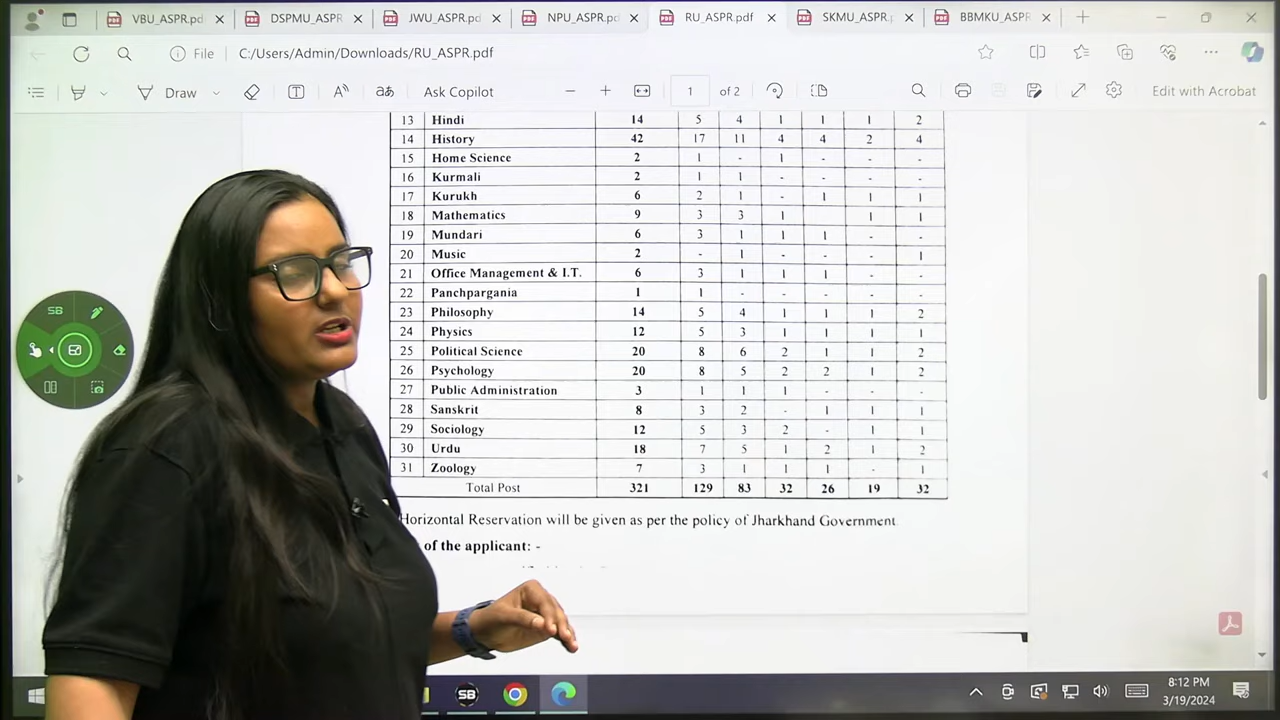 VBU_ASPR.pd DSPMU_ASPR JWU_ASPR.pd NPU_ASPR.pd RU_ASPR.pdf SKMU_ASPR. BBMKU_ASPR
File C:/Users/Admin/Downloads/RU_ASPR.pdf
Draw aあ Ask Copilot 1 of 2 Edit with Acrobat
13 Hindi 14 5 4 1 1 1 2
14 History 42 17 11 4 4 2 4
15 Home Science 2 1 - 1 - - -
16 Kurmali 2 1 1 - - - -
17 Kurukh 6 2 1 - 1 1 1
18 Mathematics 9 3 3 1 1 1
19 Mundari 6 3 1 1 1 - -
20 Music 2 - 1 - - - 1
21 Office Management & I.T. 6 3 1 1 1 - -
22 Panchpargania 1 1 - - - - -
23 Philosophy 14 5 4 1 1 1 2
24 Physics 12 5 3 1 1 1 1
25 Political Science 20 8 6 2 1 1 2
26 Psychology 20 8 5 2 2 1 2
27 Public Administration 3 1 1 1 - - -
28 Sanskrit 8 3 2 - 1 1 1
29 Sociology 12 5 3 2 - 1 1
30 Urdu 18 7 5 1 2 1 2
31 Zoology 7 3 1 1 1 - 1
Total Post 321 129 83 32 26 19 32
Horizontal Reservation will be given as per the policy of Jharkhand Government
of the applicant: -
SB
SB
8:12 PM
3/19/2024